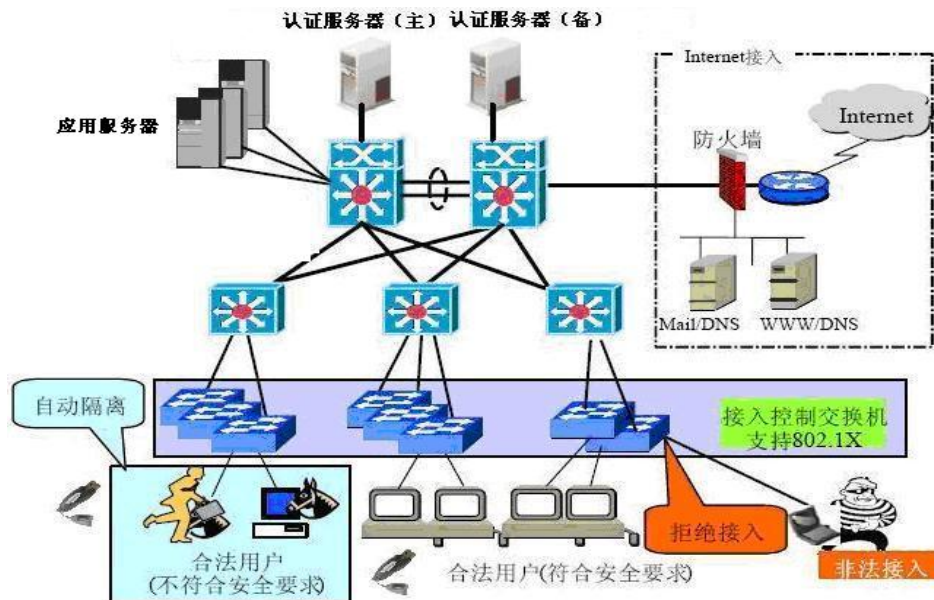 认证服务器（主）
认证服务器（备）
Internet接入
应用服务器
防火墙
Internet
Mail/DNS
WWW/DNS
自动隔离
接入控制交换机
支持802.1X
拒绝接入
合法用户
(不符合安全要求)
合法用户(符合安全要求)
非法接入